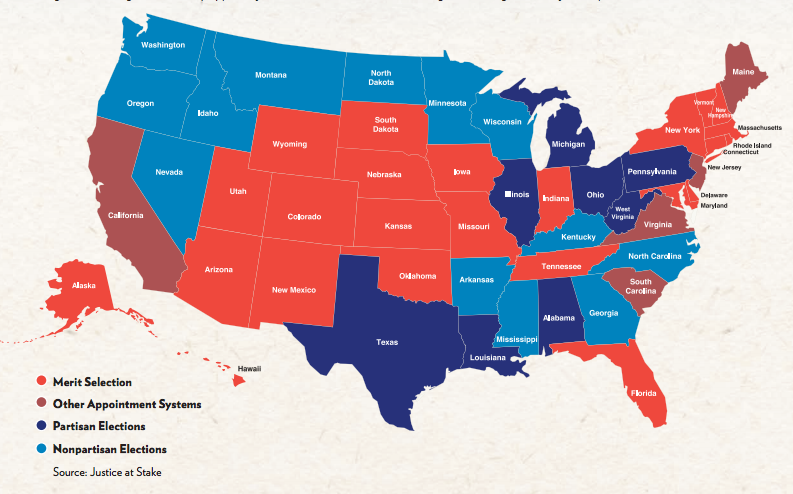 Washington
Montana
North
Dakota
Minnesota
Oregon
Idaho
Wisconsin
Michigan
Maine
Vermont
New
Hampshire
New York
Massachusetts
Rhode Island
Connecticut
New Jersey
South
Dakota
Wyoming
Nebraska
Iowa
Nevada
Utah
Colorado
Kansas
Missouri
Illinois
Indiana
Ohio
Pennsylvania
Delaware
Maryland
West
Virginia
Virginia
Kentucky
California
Arizona
New Mexico
Oklahoma
Arkansas
Tennessee
North Carolina
South
Carolina
Alaska
Texas
Louisiana
Mississippi
Alabama
Georgia
Florida
Hawaii
Merit Selection
Other Appointment Systems
Partisan Elections
Nonpartisan Elections
Source: Justice at Stake